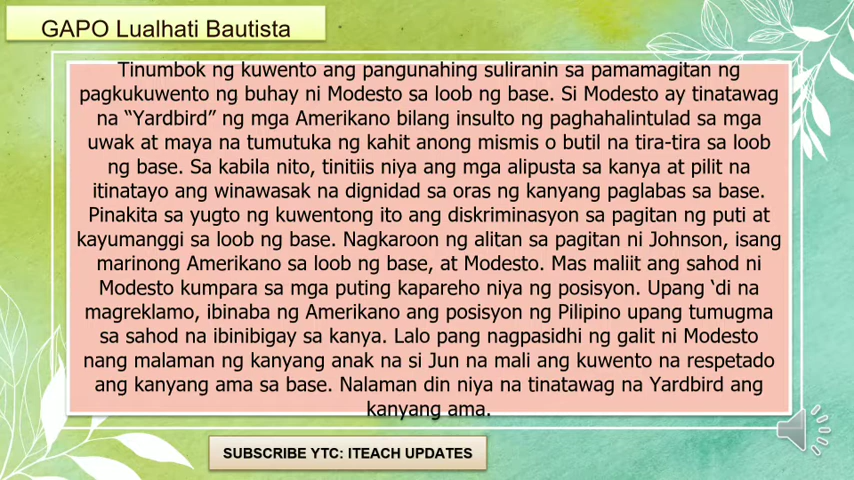 GAPO Lualhati Bautista
Tinumbok ng kuwento ang pangunahing suliranin sa pamamagitan ng
pagkukuwento ng buhay ni Modesto sa loob ng base. Si Modesto ay tinatawag
na “Yardbird” ng mga Amerikano bilang insulto ng paghahalintulad sa mga
uwak at maya na tumutuka ng kahit anong mismis o butil na tira-tira sa loob
ng base. Sa kabila nito, tinitiis niya ang mga alipusta sa kanya at pilit na
itinatayo ang winawasak na dignidad sa oras ng kanyang paglabas sa base.
Pinakita sa yugto ng kuwentong ito ang diskriminasyon sa pagitan ng puti at
kayumanggi sa loob ng base. Nagkaroon ng alitan sa pagitan ni Johnson, isang
marinong Amerikano sa loob ng base, at Modesto. Mas maliit ang sahod ni
Modesto kumpara sa mga puting kapareho niya ng posisyon. Upang ‘di na
magreklamo, ibinaba ng Amerikano ang posisyon ng Pilipino upang tumugma
sa sahod na ibinibigay sa kanya. Lalo pang nagpasidhi ng galit ni Modesto
nang malaman ng kanyang anak na si Jun na mali ang kuwento na respetado
ang kanyang ama sa base. Nalaman din niya na tinatawag na Yardbird ang
kanyang ama.
SUBSCRIBE YTC: ITEACH UPDATES